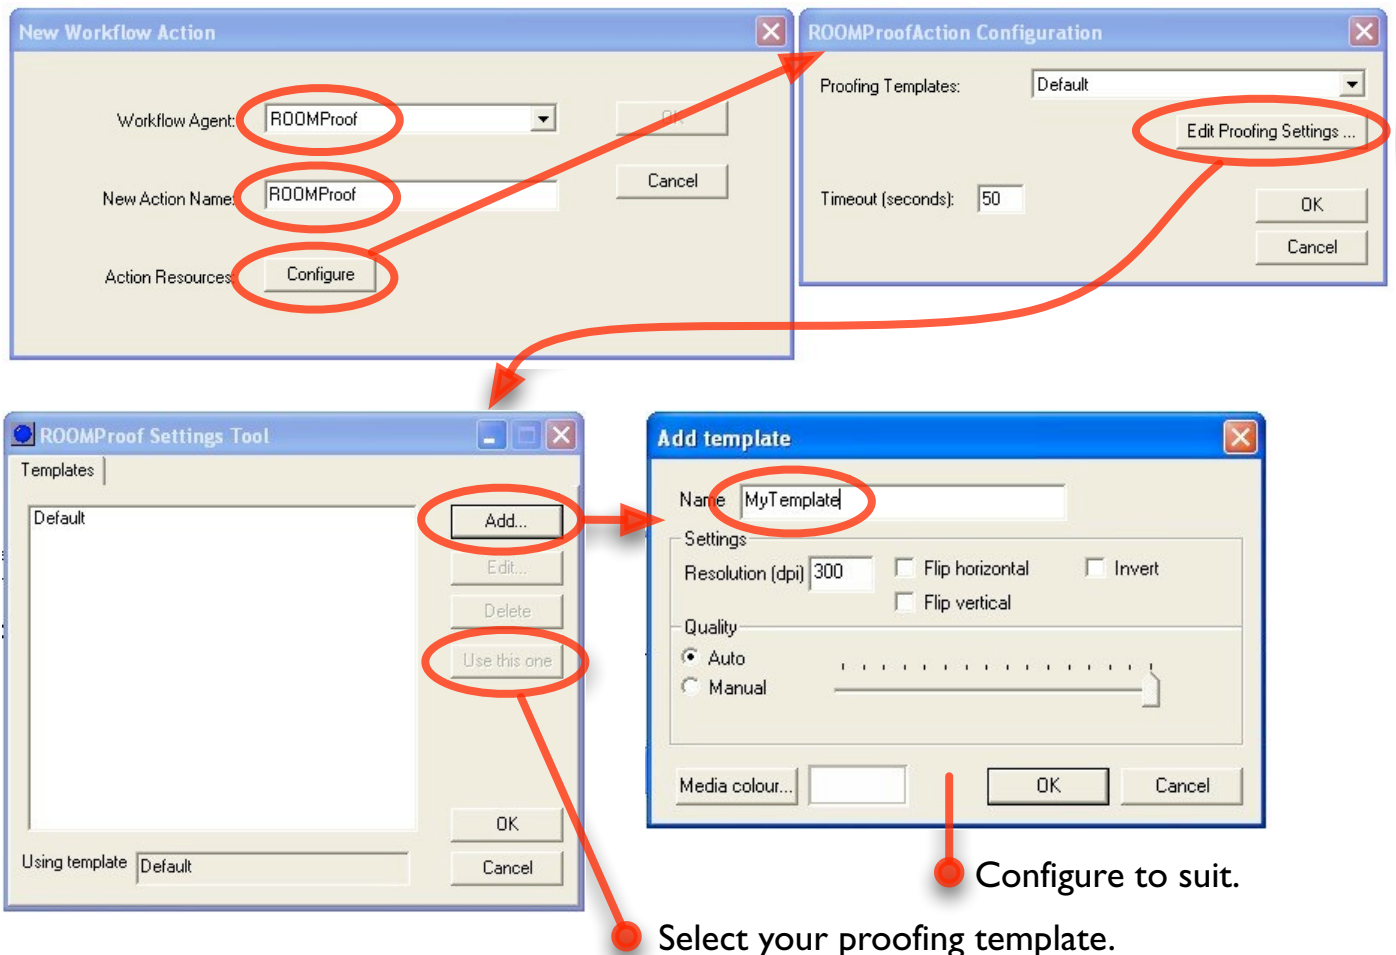 New Workflow Action
Workflow Agent: ROOMProof
OK
New Action Name: ROOMProof
Cancel
Action Resources: Configure
ROOMProofAction Configuration
Proofing Templates: Default
Edit Proofing Settings ...
Timeout (seconds): 50
OK
Cancel
ROOMProof Settings Tool
Templates
Default
Add...
Edit...
Delete
Use this one
OK
Using template Default
Cancel
Add template
Name MyTemplate
Settings
Resolution (dpi) 300 Flip horizontal Invert
Flip vertical
Quality
Auto
Manual
Media colour... OK Cancel
Configure to suit.
Select your proofing template.